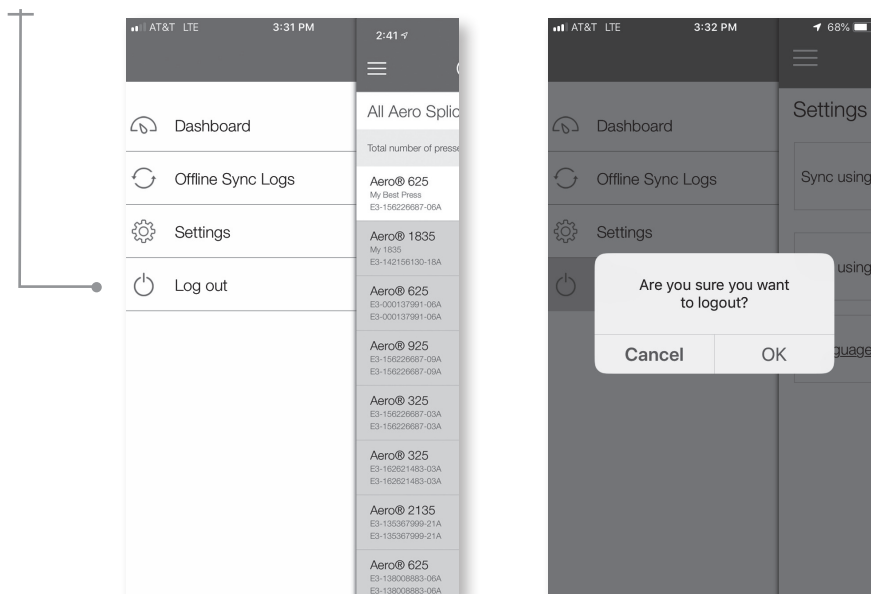 AT&T LTE 3:31 PM
Dashboard
Offline Sync Logs
Settings
Log out
2:41
All Aero Splic
Total number of presse
Aero® 625
My Best Press
E3-156226687-06A
Aero® 1835
My 1835
E3-142156130-18A
Aero® 625
E3-000137991-06A
E3-000137991-06A
Aero® 925
E3-156226687-09A
E3-156226687-09A
Aero® 325
E3-156226687-03A
E3-156226687-03A
Aero® 325
E3-162621483-03A
E3-162621483-03A
Aero® 2135
E3-135367999-21A
E3-135367999-21A
Aero® 625
E3-138008883-06A
E3-138008883-06A
AT&T LTE 3:32 PM 68%
Dashboard
Offline Sync Logs
Settings
Settings
Sync using
using
guage
Are you sure you want
to logout?
Cancel OK